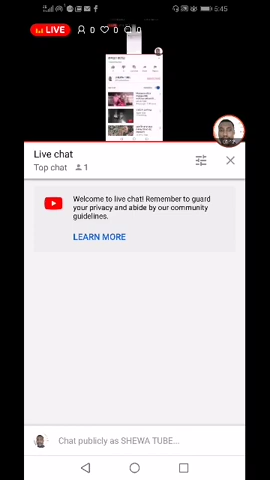 5:45
LIVE 0 0 0
Live chat
Top chat 1
Welcome to live chat! Remember to guard
your privacy and abide by our community
guidelines.
LEARN MORE
Chat publicly as SHEWA TUBE...